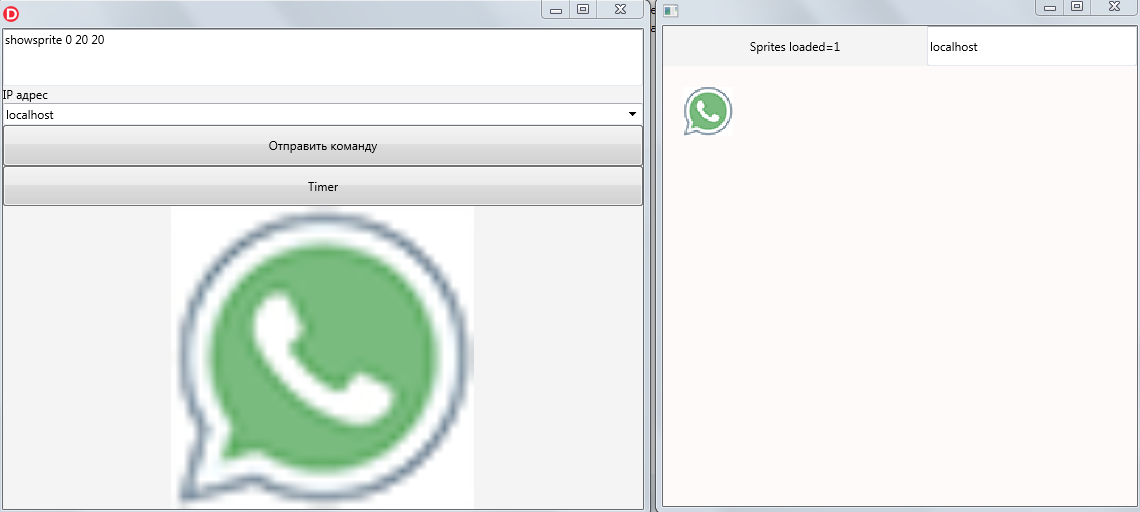 showsprite 0 20 20
IP адрес
localhost
Отправить команду
Timer
Sprites loaded=1
localhost